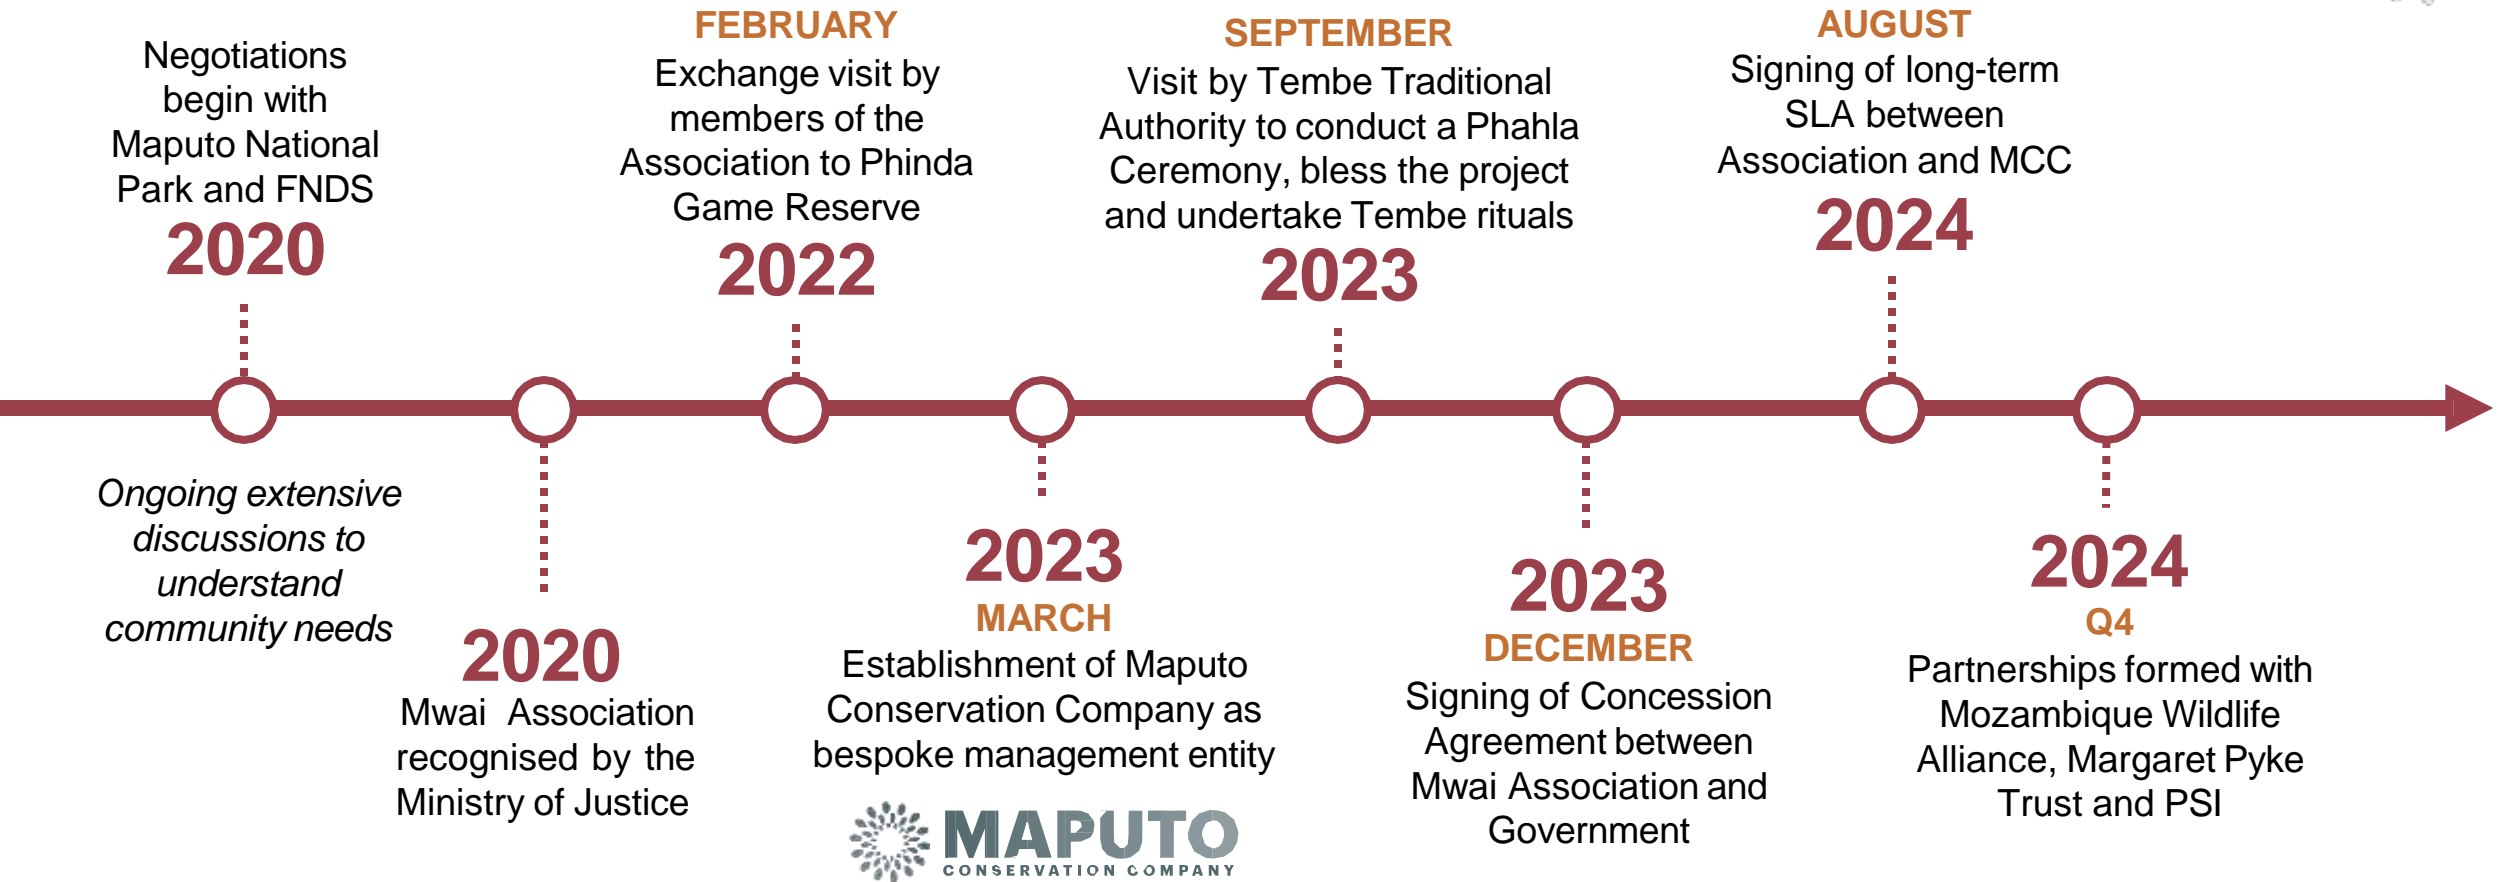 Negotiations
begin with
Maputo National
Park and FNDS
2020
Ongoing extensive
discussions to
understand
community needs
2020
Mwai Association
recognised by the
Ministry of Justice
FEBRUARY
Exchange visit by
members of the
Association to Phinda
Game Reserve
2022
2023
MARCH
Establishment of Maputo
Conservation Company as
bespoke management entity
MAPUTO
CONSERVATION COMPANY
SEPTEMBER
Visit by Tembe Traditional
Authority to conduct a Phahla
Ceremony, bless the project
and undertake Tembe rituals
2023
2023
DECEMBER
Signing of Concession
Agreement between
Mwai Association and
Government
AUGUST
Signing of long-term
SLA between
Association and MCC
2024
2024
Q4
Partnerships formed with
Mozambique Wildlife
Alliance, Margaret Pyke
Trust and PSI